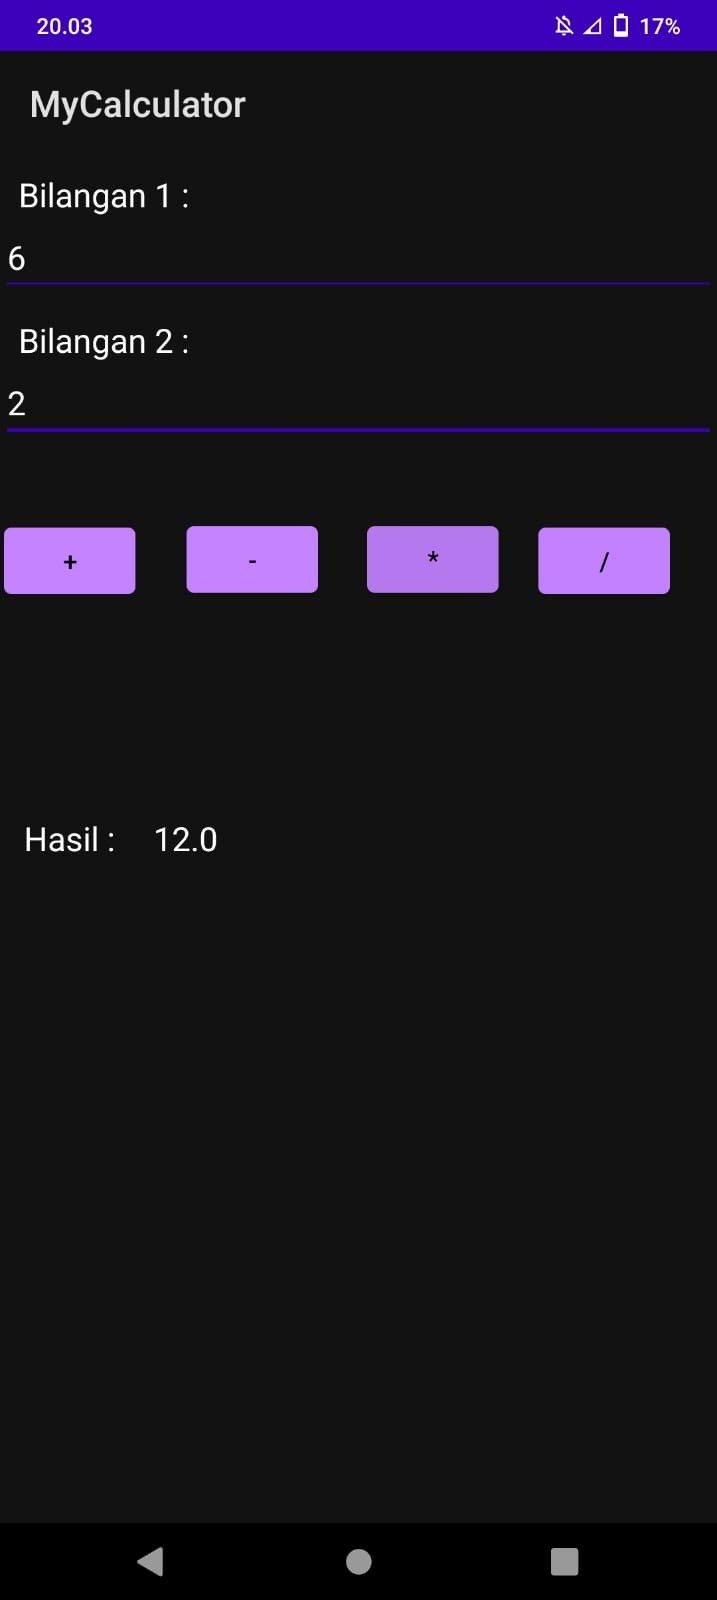 20.03 17%
MyCalculator
Bilangan 1 :
6
Bilangan 2 :
2
+ - * /
Hasil : 12.0